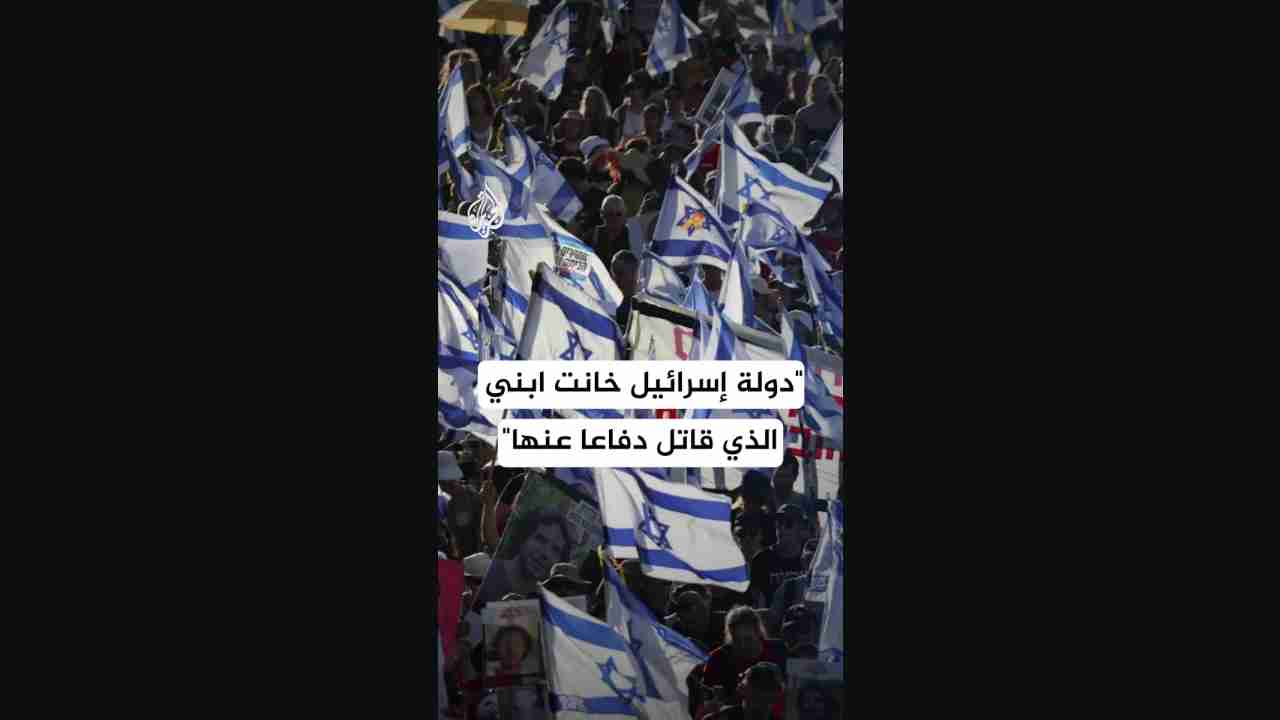 "دولة إسرائيل خانت ابني
الذي قاتل دفاعا عنها"